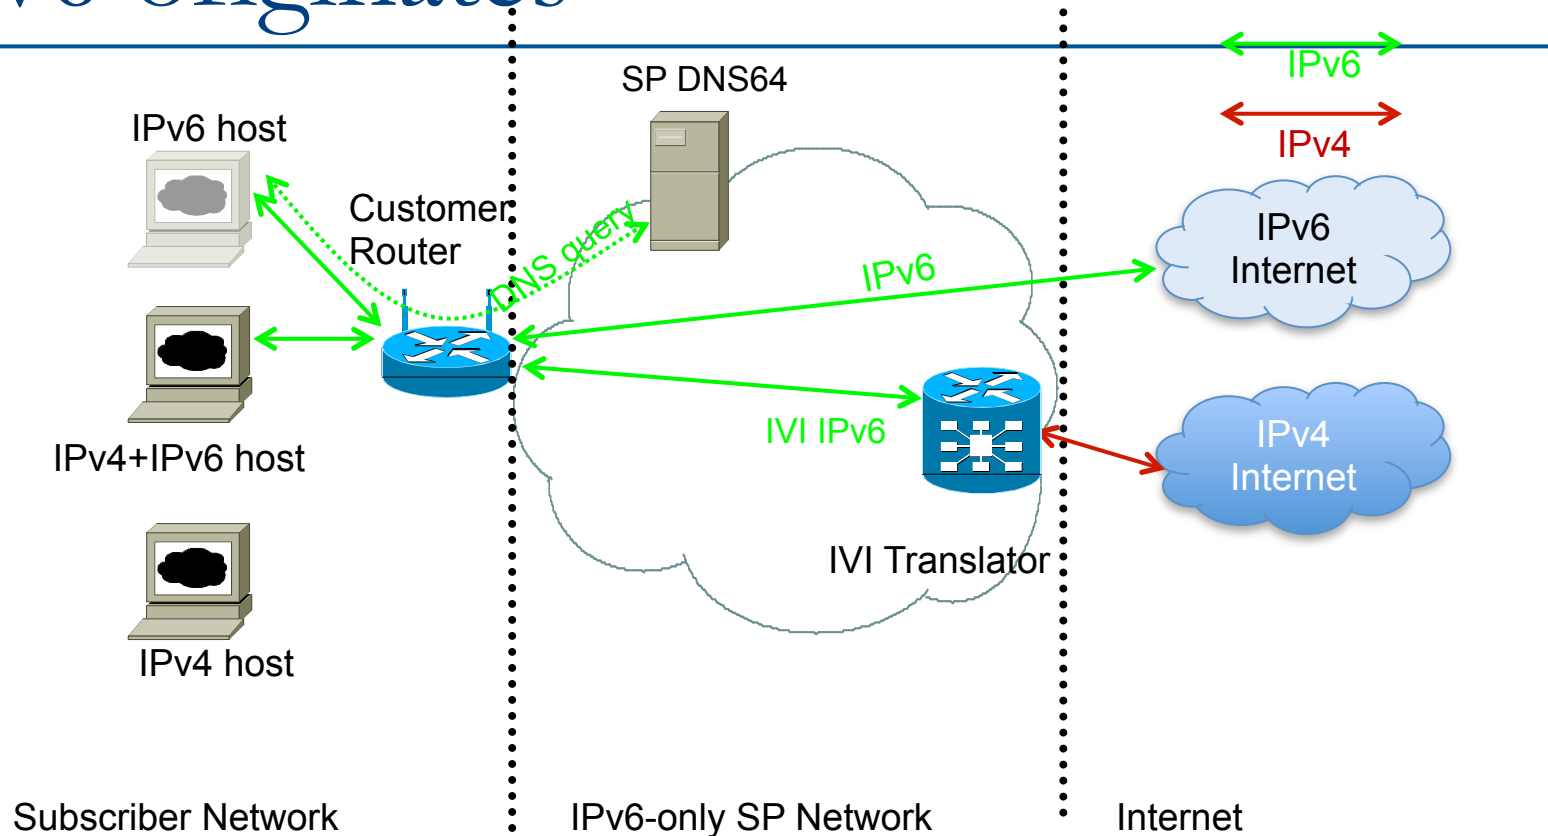 originates
SP DNS64
IPv6
IPv6 host
IPv4
Customer
Router
DNS query
IPv6
IPv6
Internet
IPv4+IPv6 host
IVI IPv6
IPv4
Internet
IVI Translator
IPv4 host
Subscriber Network
IPv6-only SP Network
Internet